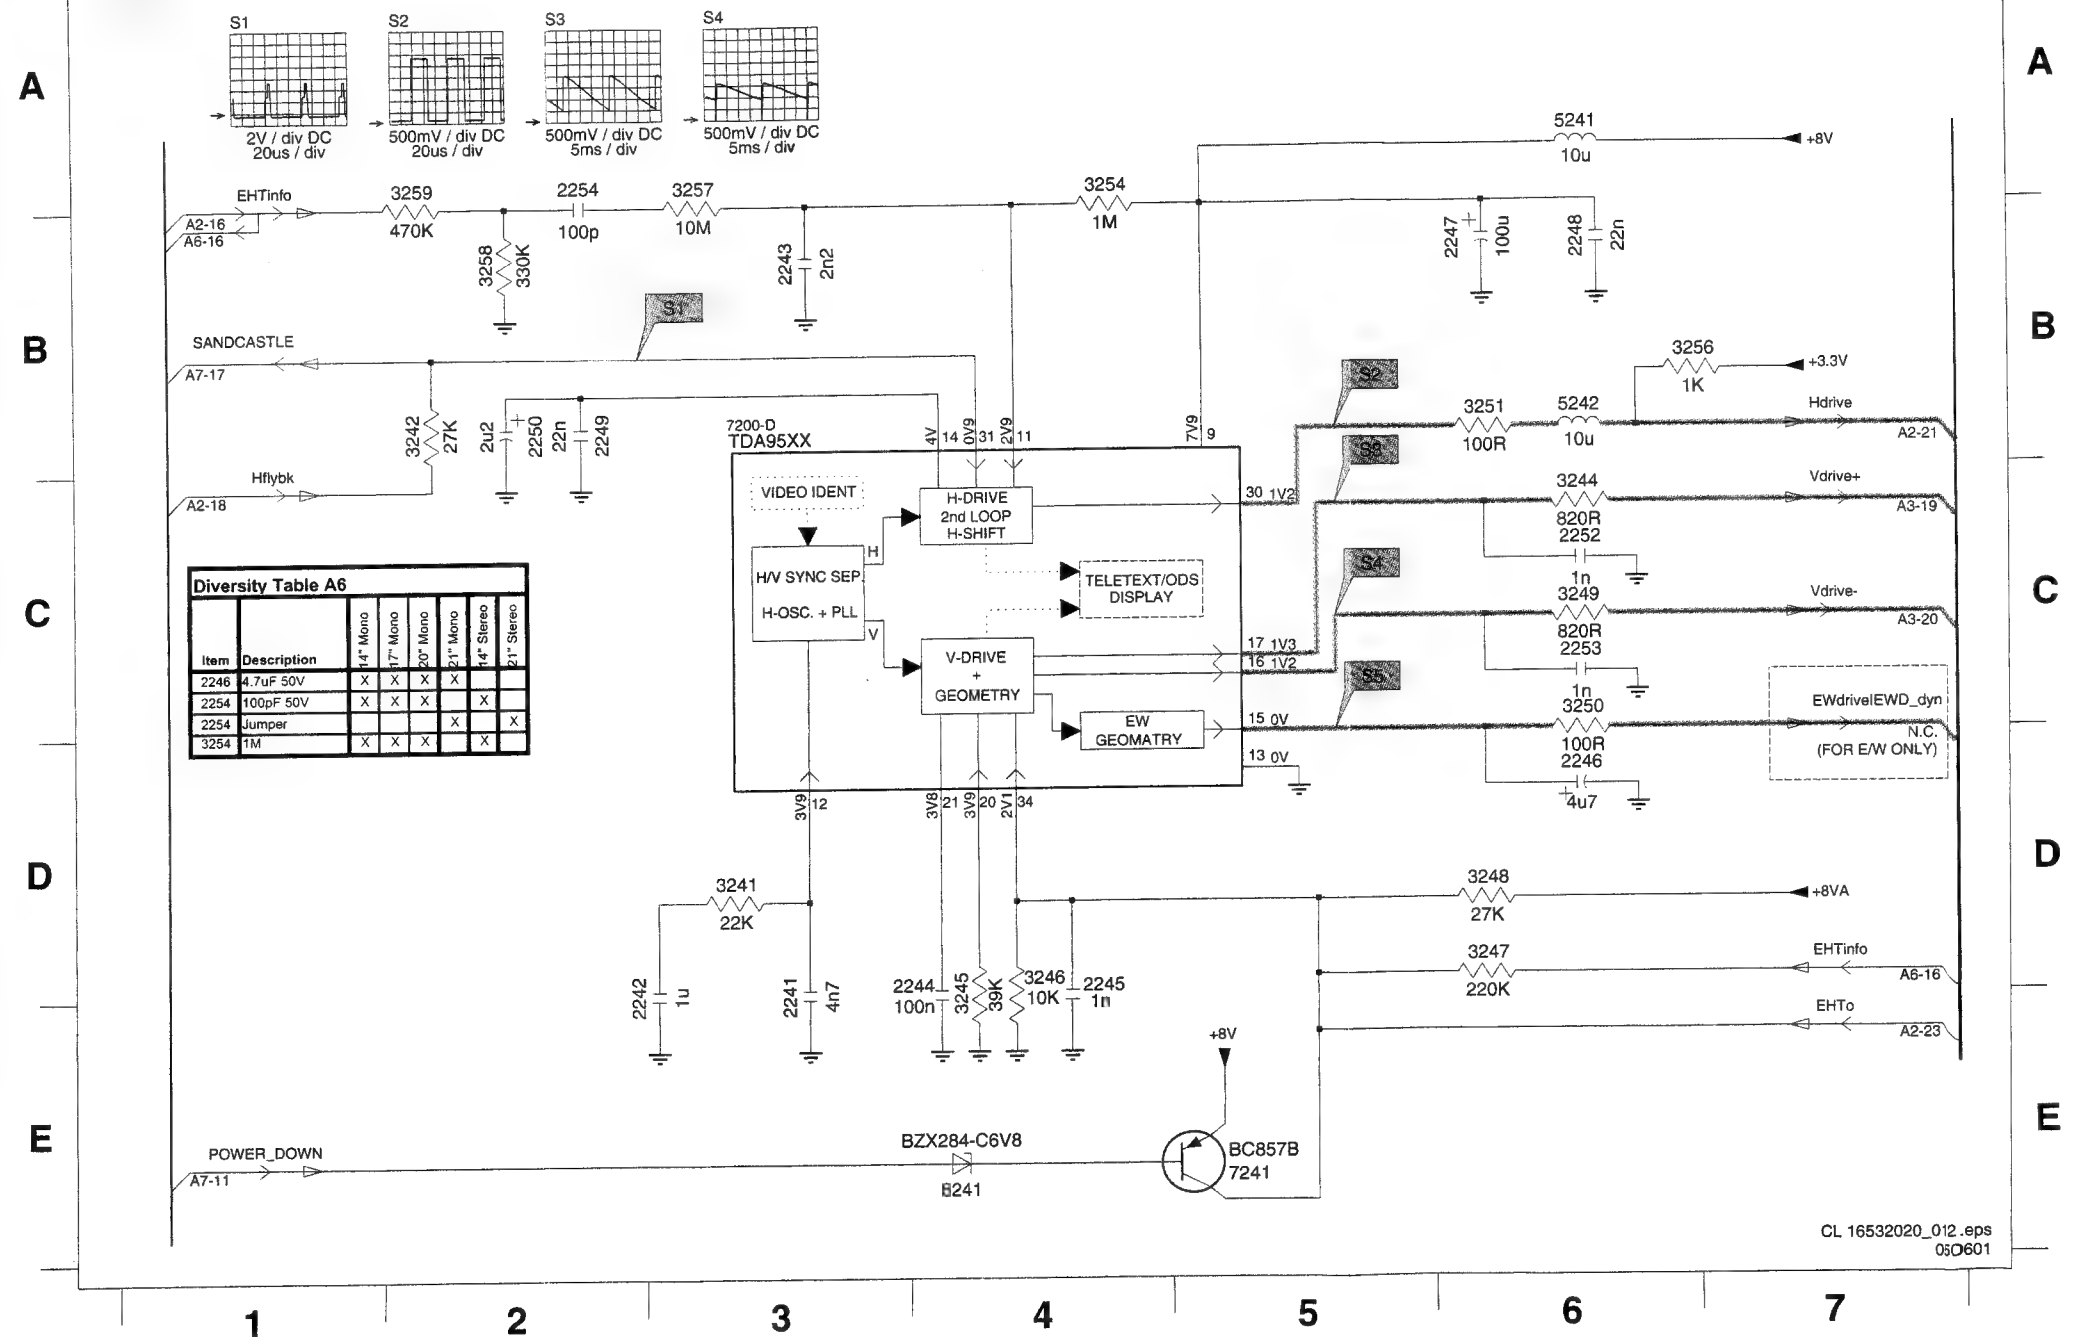 S1
S2
S3
S4
2V / div DC
20us / div
500mV / div DC
20us / div
500mV / div DC
5ms / div
500mV / div DC
5ms / div
A
A
5241
10u
+8V
EHTinfo
A2-16
A6-16
3259
470K
2254
100p
3257
10M
3254
1M
3258
330K
2243
2n2
2247
+
100u
2248
22n
S1
B
B
SANDCASTLE
A7-17
3242
27K
2u2
+
2250
22n
2249
Hflybk
A2-18
S2
3256
1K
+3.3V
3251
100R
5242
10u
Hdrive
A2-21
S3
7200-D
TDA95XX
4V
14
0V9
31
2V9
11
7V9
9
VIDEO IDENT
H-DRIVE
2nd LOOP
H-SHIFT
30 1V2
3244
820R
Vdrive+
A3-19
2252
1n
H
H/V SYNC SEP
H-OSC. + PLL
V
TELETEXT/ODS
DISPLAY
S4
3249
820R
Vdrive-
A3-20
2253
1n
C
C
Diversity Table A6
Item
Description
14" Mono
17" Mono
20" Mono
21" Mono
14" Stereo
21" Stereo
2246 4.7uF 50V X X X X
2254 100pF 50V X X X X
2254 Jumper X X
3254 1M X X X X
V-DRIVE
+
GEOMETRY
17 1V3
16 1V2
S5
EW
GEOMATRY
15 0V
13 0V
3250
100R
2246
+
4u7
EWdrive|EWD_dyn
N.C.
(FOR E/W ONLY)
3V9
12
3V8
21
3V9
20
2V1
34
D
D
3241
22K
2242
1u
2241
4n7
2244
100n
3245
39K
3246
10K
2245
1n
3248
27K
+8VA
3247
220K
EHTinfo
A6-16
EHTo
A2-23
+8V
E
E
POWER_DOWN
A7-11
BZX284-C6V8
BC857B
7241
CL 16532020_012.eps
1
2
3
4
5
6
7